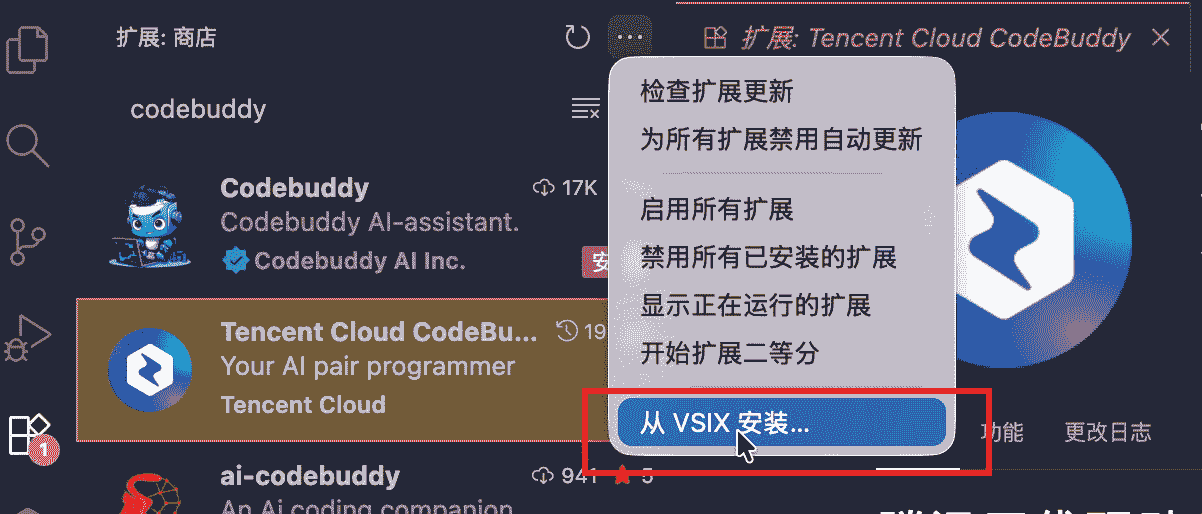 扩展: 商店
扩展: Tencent Cloud CodeBuddy
codebuddy
检查扩展更新
为所有扩展禁用自动更新
启用所有扩展
禁用所有已安装的扩展
显示正在运行的扩展
开始扩展二等分
从 VSIX 安装...
Codebuddy
17K
Codebuddy AI-assistant.
Codebuddy AI Inc.
安
Tencent Cloud CodeBu...
19
Your AI pair programmer
Tencent Cloud
1
功能
更改日志
ai-codebuddy
941
5
An Ai coding companion